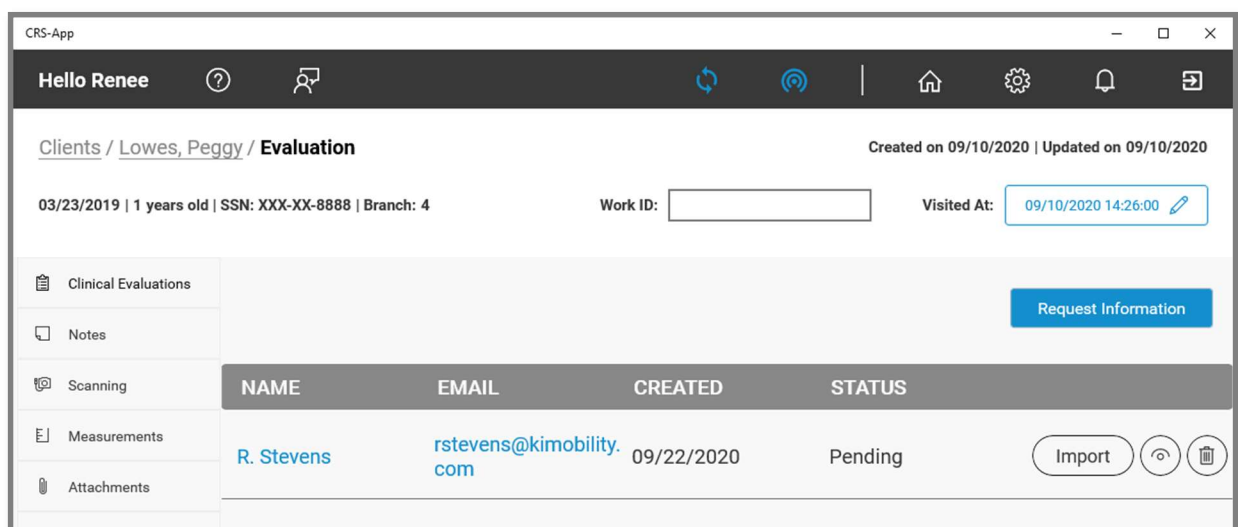 CRS-App
Hello Renee
Clients / Lowes, Peggy / Evaluation
Created on 09/10/2020 | Updated on 09/10/2020
03/23/2019 | 1 years old | SSN: XXX-XX-8888 | Branch: 4
Work ID:
Visited At:
09/10/2020 14:26:00
Clinical Evaluations
Notes
Scanning
Measurements
Attachments
Request Information
NAME EMAIL CREATED STATUS
R. Stevens rstevens@kimobility. 09/22/2020 Pending Import
com